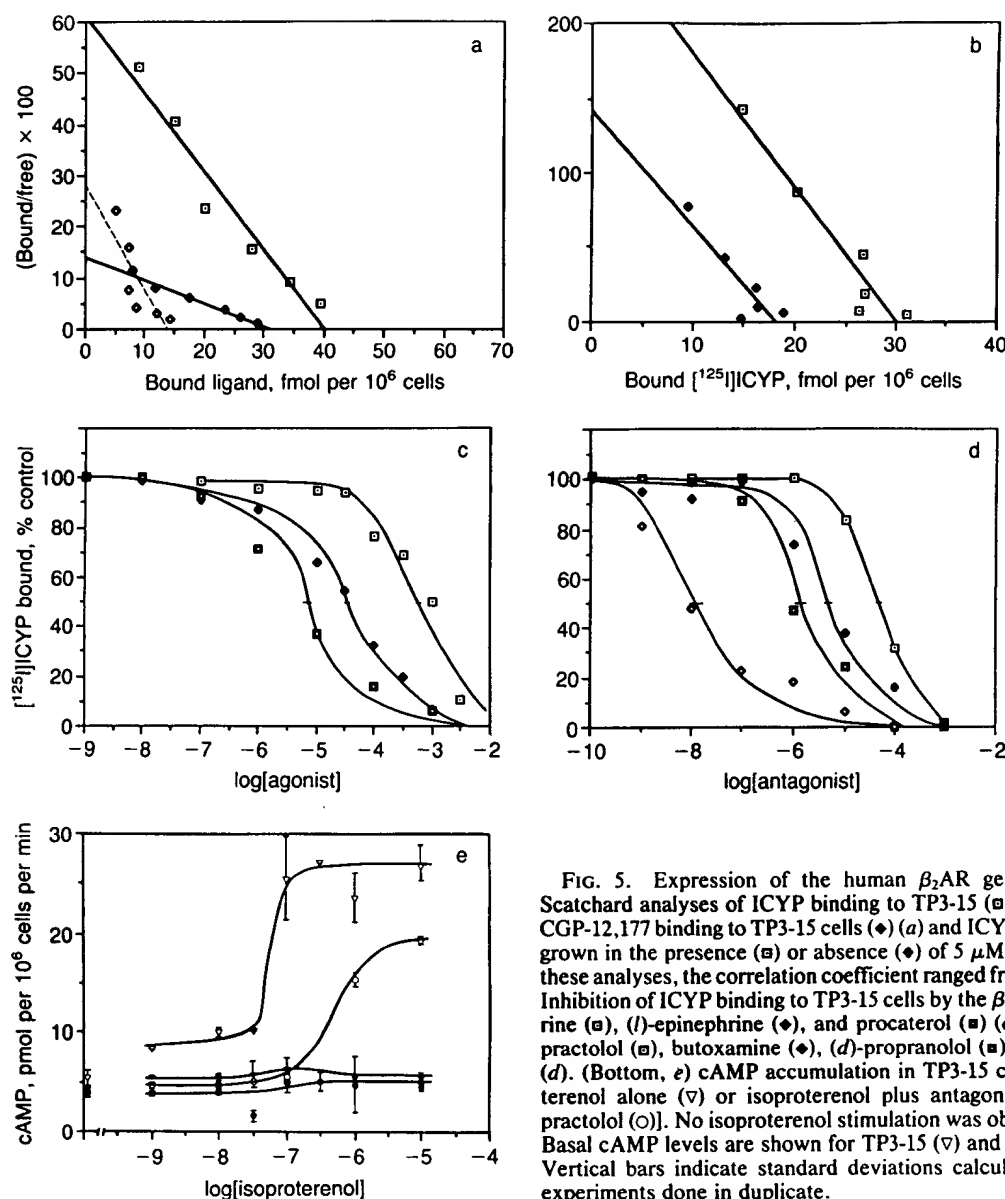 a
60
50
40
30
20
10
0
(Bound/free) × 100
0 10 20 30 40 50 60 70
Bound ligand, fmol per 10⁶ cells
b
200
100
0
0 10 20 30 40
Bound [¹²⁵I]ICYP, fmol per 10⁶ cells
c
100
80
60
40
20
0
[¹²⁵I]ICYP bound, % control
−9 −8 −7 −6 −5 −4 −3 −2
log[agonist]
d
100
80
60
40
20
0
−10 −8 −6 −4 −2
log[antagonist]
e
30
20
10
0
cAMP, pmol per 10⁶ cells per min
−9 −8 −7 −6 −5 −4
log[isoproterenol]
FIG. 5. Expression of the human β₂AR ge
Scatchard analyses of ICYP binding to TP3-15 (⊡
CGP-12,177 binding to TP3-15 cells (◆) (a) and ICY
grown in the presence (⊡) or absence (◆) of 5 μM
these analyses, the correlation coefficient ranged fr
Inhibition of ICYP binding to TP3-15 cells by the β
rine (⊡), (l)-epinephrine (◆), and procaterol (■) (
practolol (⊡), butoxamine (◆), (d)-propranolol (■)
(d). (Bottom, e) cAMP accumulation in TP3-15 c
terenol alone (▽) or isoproterenol plus antagon
practolol (○)]. No isoproterenol stimulation was ob
Basal cAMP levels are shown for TP3-15 (▽) and
Vertical bars indicate standard deviations calcul
experiments done in duplicate.